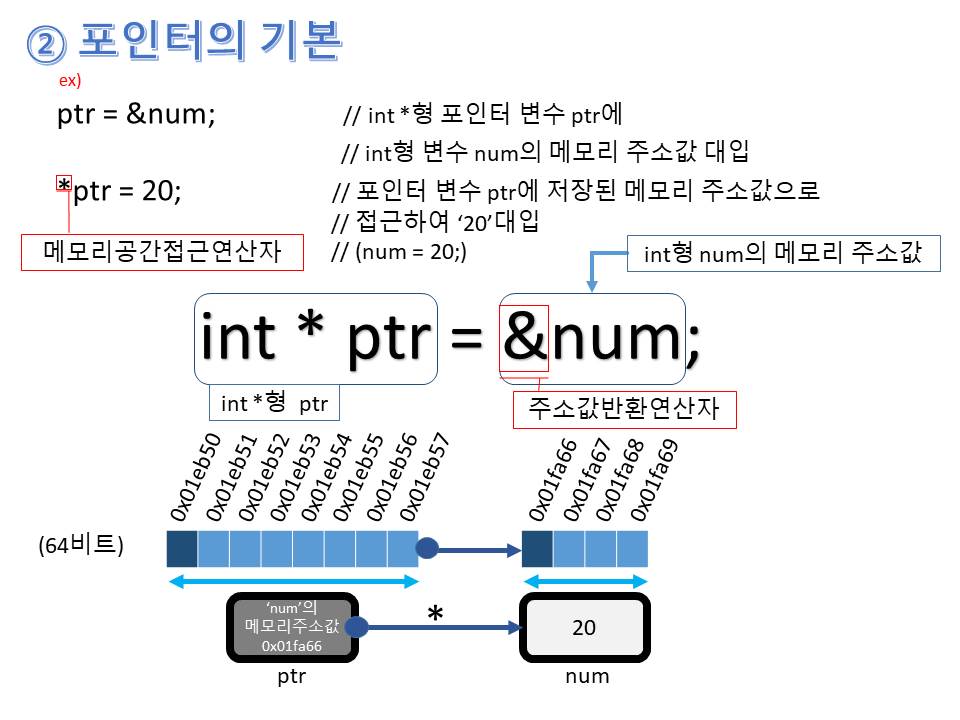 ② 포인터의 기본
ex)
ptr = &num; // int *형 포인터 변수 ptr에
// int형 변수 num의 메모리 주소값 대입
*ptr = 20; // 포인터 변수 ptr에 저장된 메모리 주소값으로
// 접근하여 ‘20’대입
메모리공간접근연산자 // (num = 20;) int형 num의 메모리 주소값
int * ptr = &num;
int *형 ptr 주소값반환연산자
0x01eb50 0x01eb51 0x01eb52 0x01eb53 0x01eb54 0x01eb55 0x01eb56 0x01eb57 0x01fa66 0x01fa67 0x01fa68 0x01fa69
(64비트)
‘num’의
메모리주소값
0x01fa66
*
20
ptr num